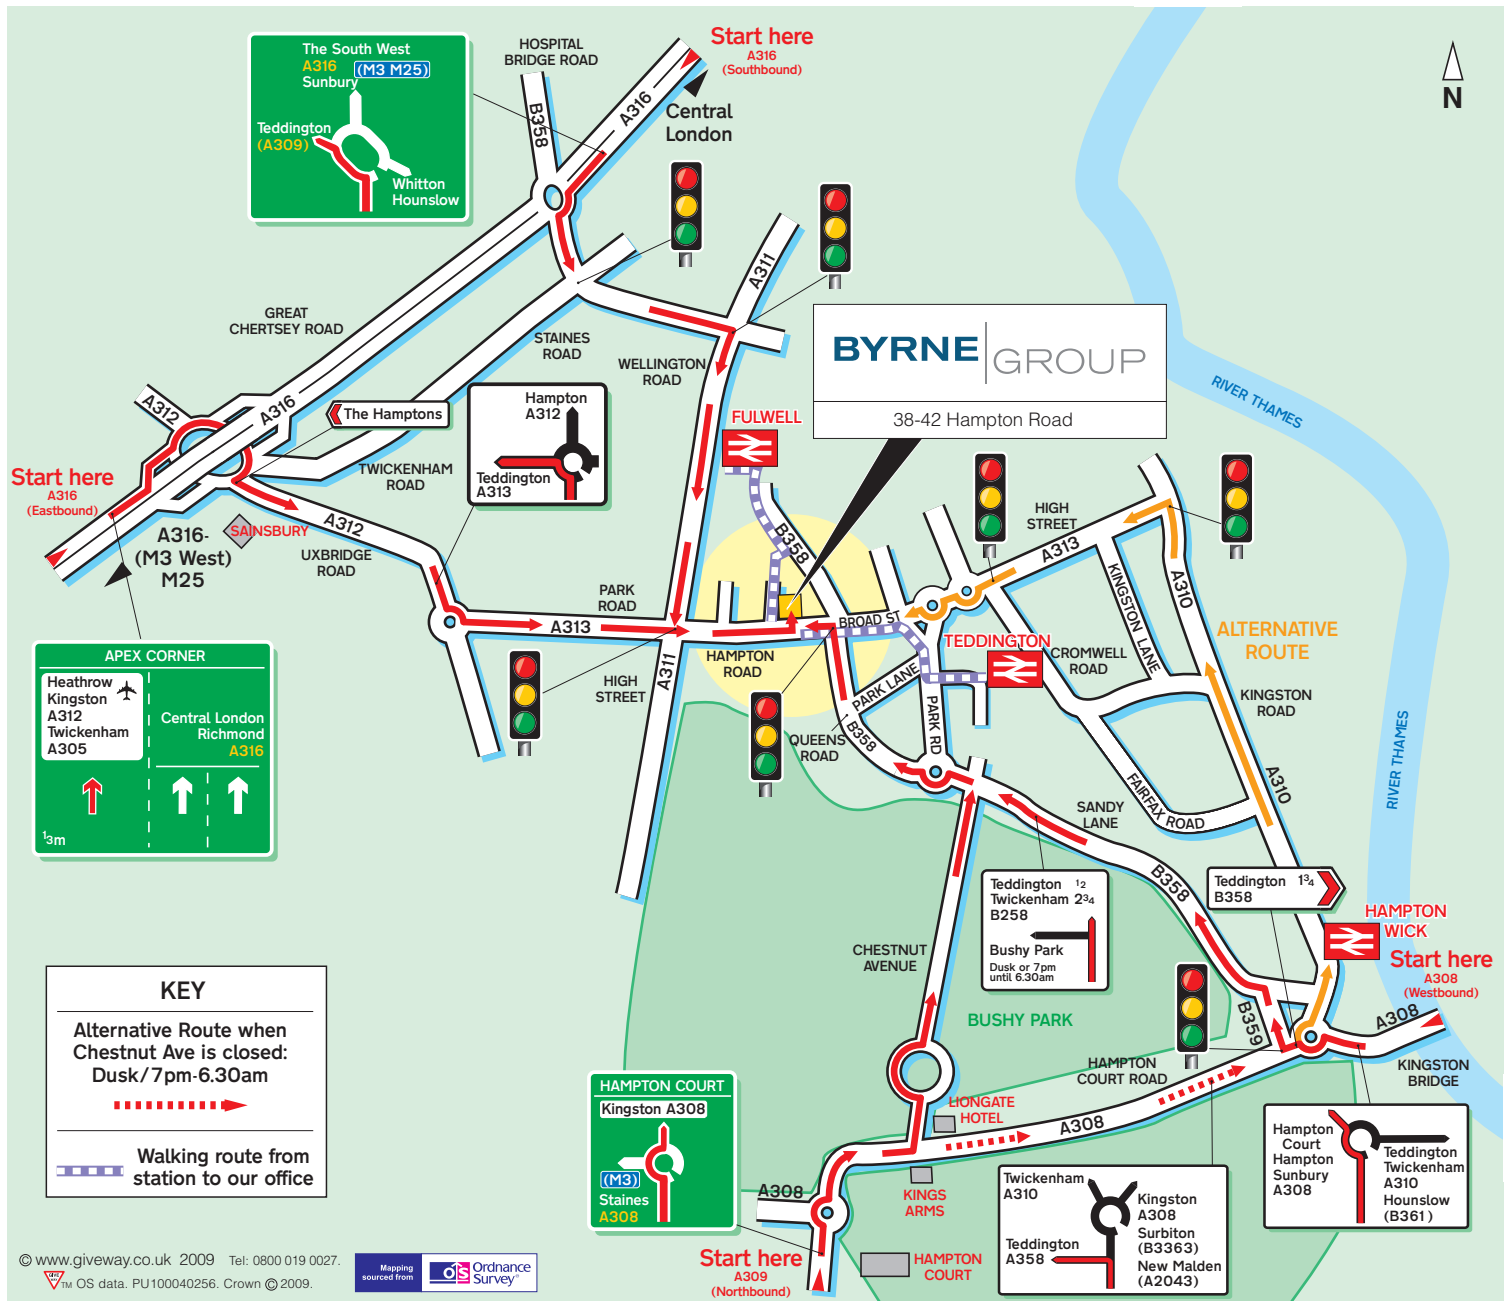 The South West
A316 (M3 M25)
Sunbury
Teddington
(A309)
Whitton
Hounslow
HOSPITAL
BRIDGE ROAD
B358
A316
Start here
A316
(Southbound)
Central
London
N
A311
GREAT
CHERTSEY ROAD
STAINES
ROAD
WELLINGTON
ROAD
BYRNE GROUP
38-42 Hampton Road
RIVER THAMES
A312
A316
The Hamptons
Hampton
A312
Teddington
A313
FULWELL
TWICKENHAM
ROAD
Start here
A316
(Eastbound)
A316-
(M3 West)
M25
SAINSBURY
A312
UXBRIDGE
ROAD
B358
HIGH
STREET
A313
A310
KINGSTON LANE
PARK
ROAD
A313
BROAD ST
HAMPTON
ROAD
HIGH
STREET
A311
TEDDINGTON
CROMWELL
ROAD
ALTERNATIVE
ROUTE
KINGSTON
ROAD
PARK LANE
PARK RD
QUEENS
ROAD
B358
RIVER THAMES
APEX CORNER
Heathrow
Kingston
A312
Twickenham
A305
Central London
Richmond
A316
13m
A310
FAIRFAX ROAD
SANDY
LANE
B358
Teddington 134
B358
Teddington 12
Twickenham 234
B258
Bushy Park
Dusk or 7pm
until 6.30am
HAMPTON
WICK
Start here
A308
(Westbound)
CHESTNUT
AVENUE
BUSHY PARK
B359
A308
KINGSTON
BRIDGE
HAMPTON
COURT ROAD
KEY
Alternative Route when
Chestnut Ave is closed:
Dusk/7pm-6.30am
Walking route from
station to our office
HAMPTON COURT
Kingston A308
(M3)
Staines
A308
LIONGATE
HOTEL
A308
KINGS
ARMS
A308
Twickenham
A310
Kingston
A308
Surbiton
(B3363)
New Malden
(A2043)
Teddington
A358
Hampton
Court
Hampton
Sunbury
A308
Teddington
Twickenham
A310
Hounslow
(B361)
Start here
A309
(Northbound)
HAMPTON
COURT
© www.giveway.co.uk 2009 Tel: 0800 019 0027.
GIVE WAY TM OS data. PU100040256. Crown © 2009.
Mapping
sourced from
OS Ordnance
Survey®